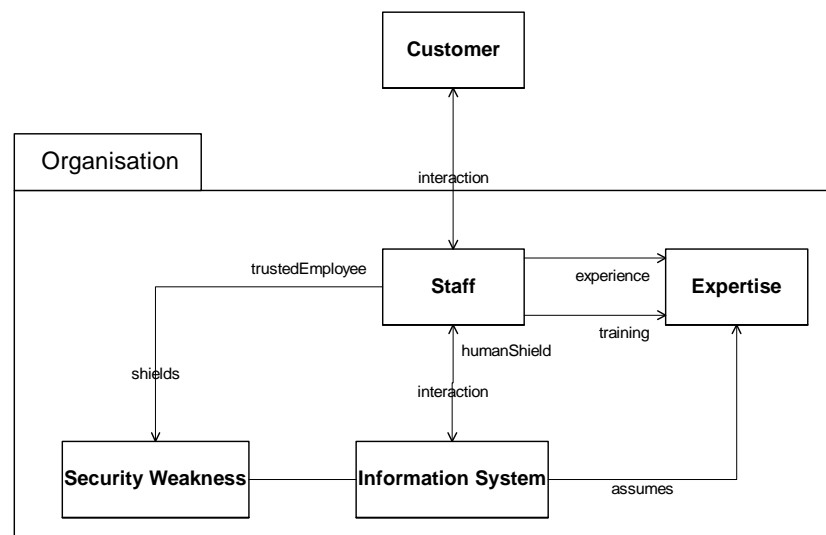 Customer
Organisation
interaction
trustedEmployee
Staff
experience
Expertise
training
humanShield
shields
interaction
Security Weakness
Information System
assumes